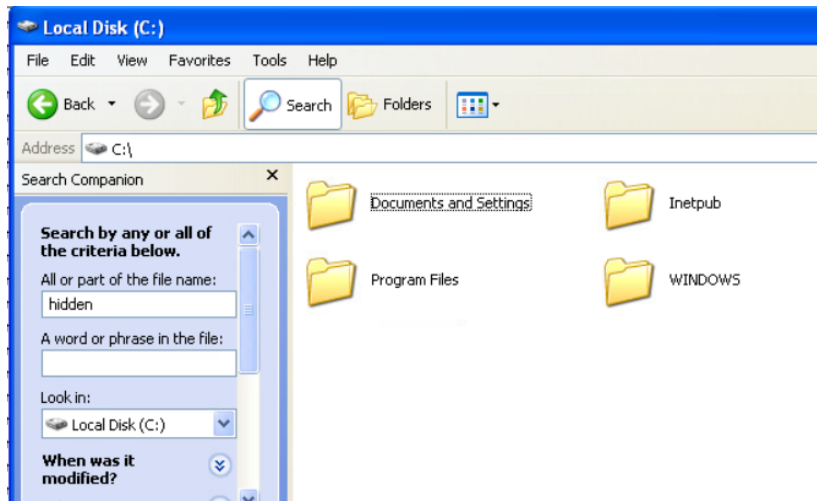 Local Disk (C:)
File Edit View Favorites Tools Help
Back Search Folders
Address C:\
Search Companion
Documents and Settings Inetpub
Program Files WINDOWS
Search by any or all of
the criteria below.
All or part of the file name:
hidden
A word or phrase in the file:
Look in:
Local Disk (C:)
When was it
modified?